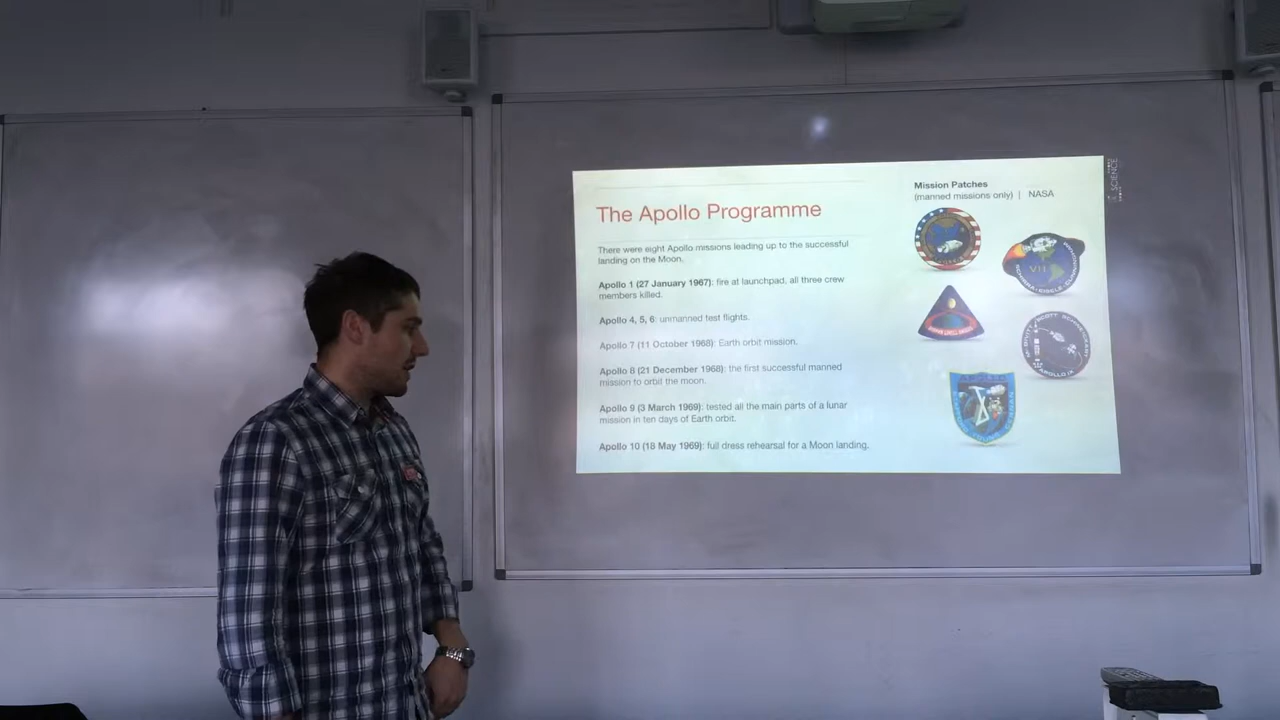 The Apollo Programme
There were eight Apollo missions leading up to the successful
landing on the Moon.
Apollo 1 (27 January 1967): fire at launchpad, all three crew
members killed.
Apollo 4, 5, 6: unmanned test flights.
Apollo 7 (11 October 1968): Earth orbit mission.
Apollo 8 (21 December 1968): the first successful manned
mission to orbit the moon.
Apollo 9 (3 March 1969): tested all the main parts of a lunar
mission in ten days of Earth orbit.
Apollo 10 (18 May 1969): full dress rehearsal for a Moon landing.
Mission Patches
(manned missions only) | NASA
VII
APOLLO IX
APOLLO
X
SCIENCE